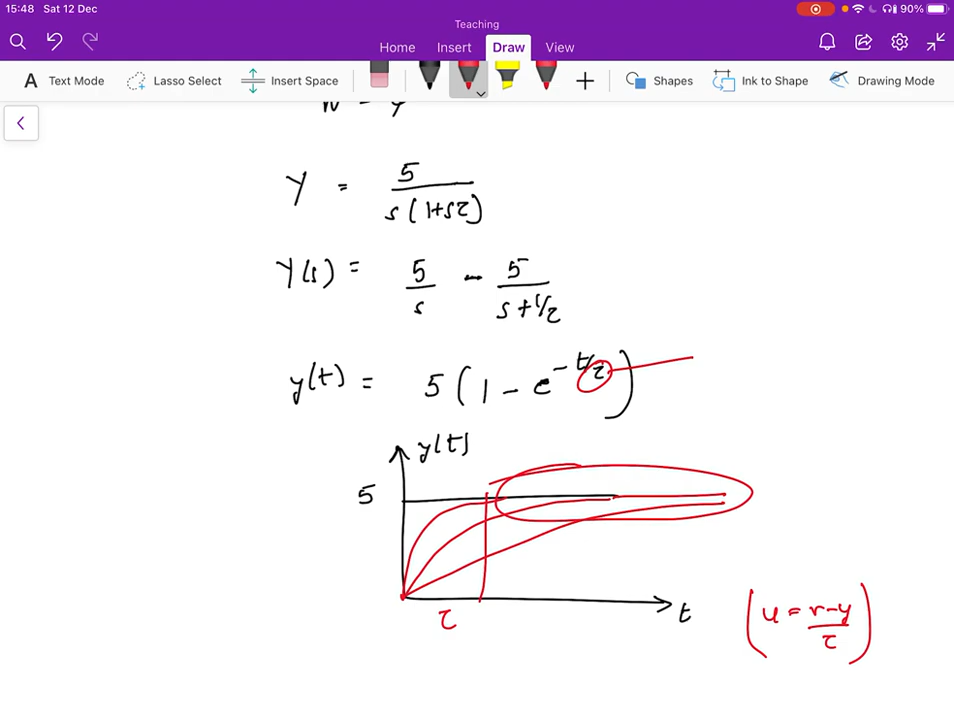 15:48 Sat 12 Dec
90%
Teaching
Home Insert Draw View
Text Mode Lasso Select Insert Space Shapes Ink to Shape Drawing Mode
Y = 5 / s(1+sτ)
Y(s) = 5/s - 5/(s+1/τ)
y(t) = 5(1 - e^(-t/τ))
y(t)
5
t
τ
(u = (r-y)/τ)